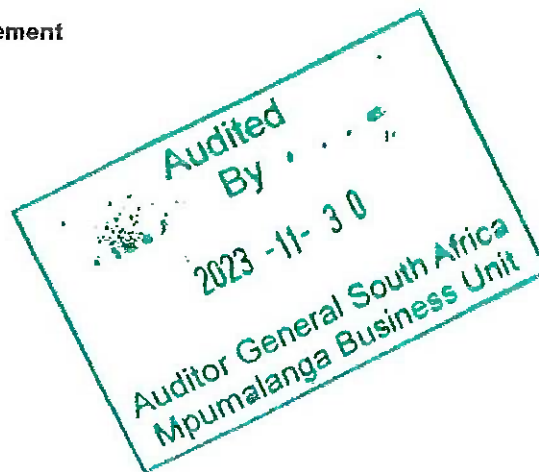 ement
Audited
By
2023 -11- 30
Auditor General South Africa
Mpumalanga Business Unit